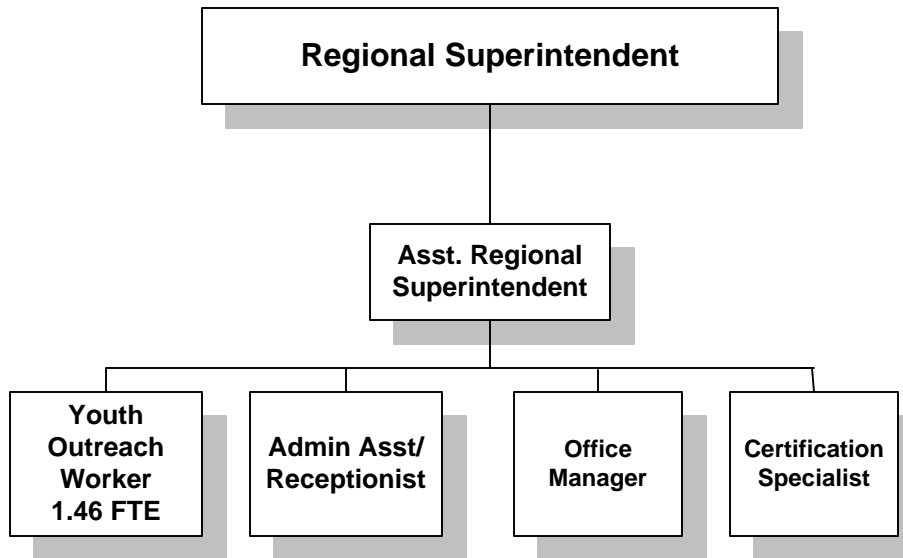 Regional Superintendent
Asst. Regional
Superintendent
Youth
Outreach
Worker
1.46 FTE
Admin Asst/
Receptionist
Office
Manager
Certification
Specialist